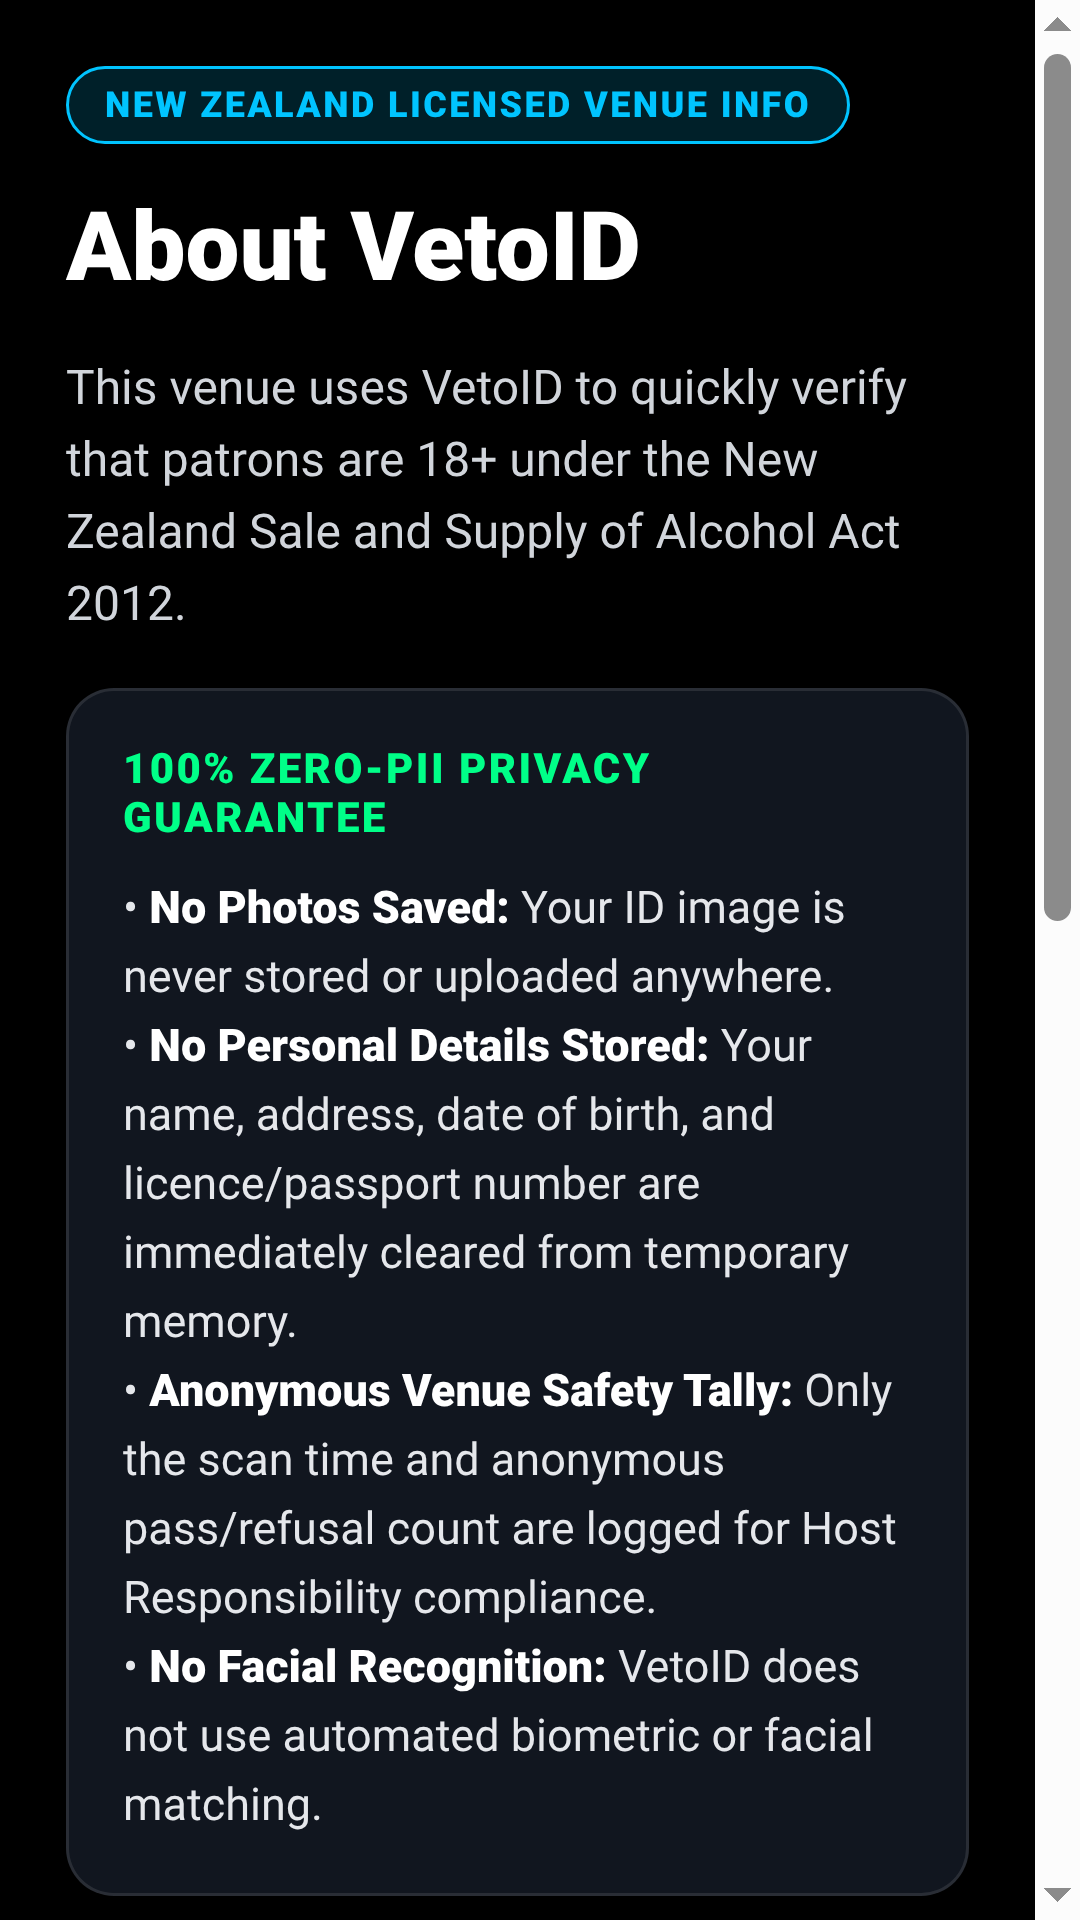 NEW ZEALAND LICENSED VENUE INFO
About VetoID
This venue uses VetoID to quickly verify
that patrons are 18+ under the New
Zealand Sale and Supply of Alcohol Act
2012.
100% ZERO-PII PRIVACY
GUARANTEE
• No Photos Saved: Your ID image is
never stored or uploaded anywhere.
• No Personal Details Stored: Your
name, address, date of birth, and
licence/passport number are
immediately cleared from temporary
memory.
• Anonymous Venue Safety Tally: Only
the scan time and anonymous
pass/refusal count are logged for Host
Responsibility compliance.
• No Facial Recognition: VetoID does
not use automated biometric or facial
matching.